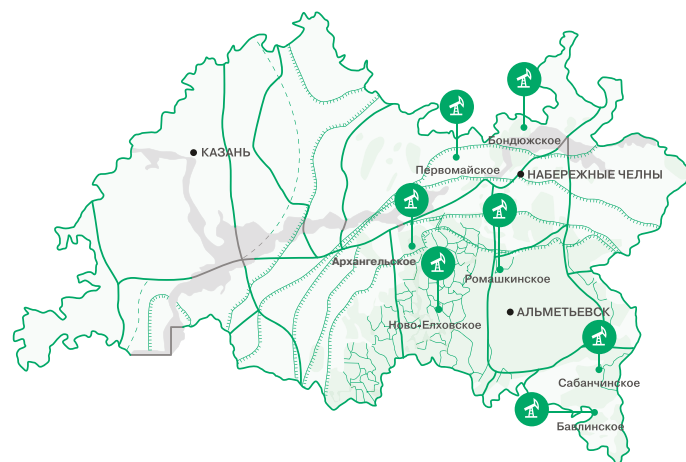 Бондюжское
КАЗАНЬ
Первомайское
НАБЕРЕЖНЫЕ ЧЕЛНЫ
Архангельское
Ромашкинское
АЛЬМЕТЬЕВСК
Ново-Елховское
Сабанчинское
Бавлинское